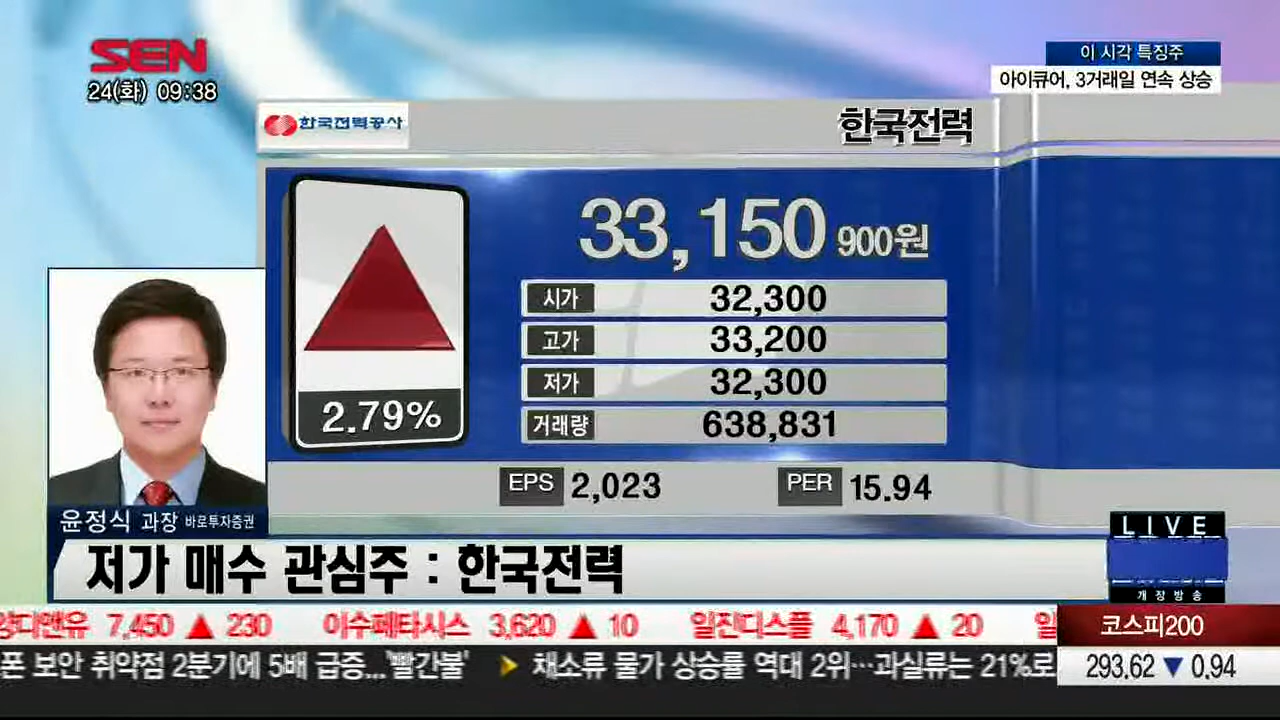 SEN
24(화) 09:38
이 시각 특징주
아이큐어, 3거래일 연속 상승
한국전력공사
한국전력
33,150 900원
시가 32,300
고가 33,200
저가 32,300
거래량 638,831
2.79%
EPS 2,023 PER 15.94
윤정식 과장 바로투자증권
저가 매수 관심주 : 한국전력
LIVE
개장방송
양디앤유 7,450 ▲ 230 이수페타시스 3,620 ▲ 10 일진디스플 4,170 ▲ 20 일
코스피200
폰 보안 취약점 2분기에 5배 급증...'빨간불' ▶ 채소류 물가 상승률 역대 2위…과실류는 21%로
293.62 ▼ 0.94